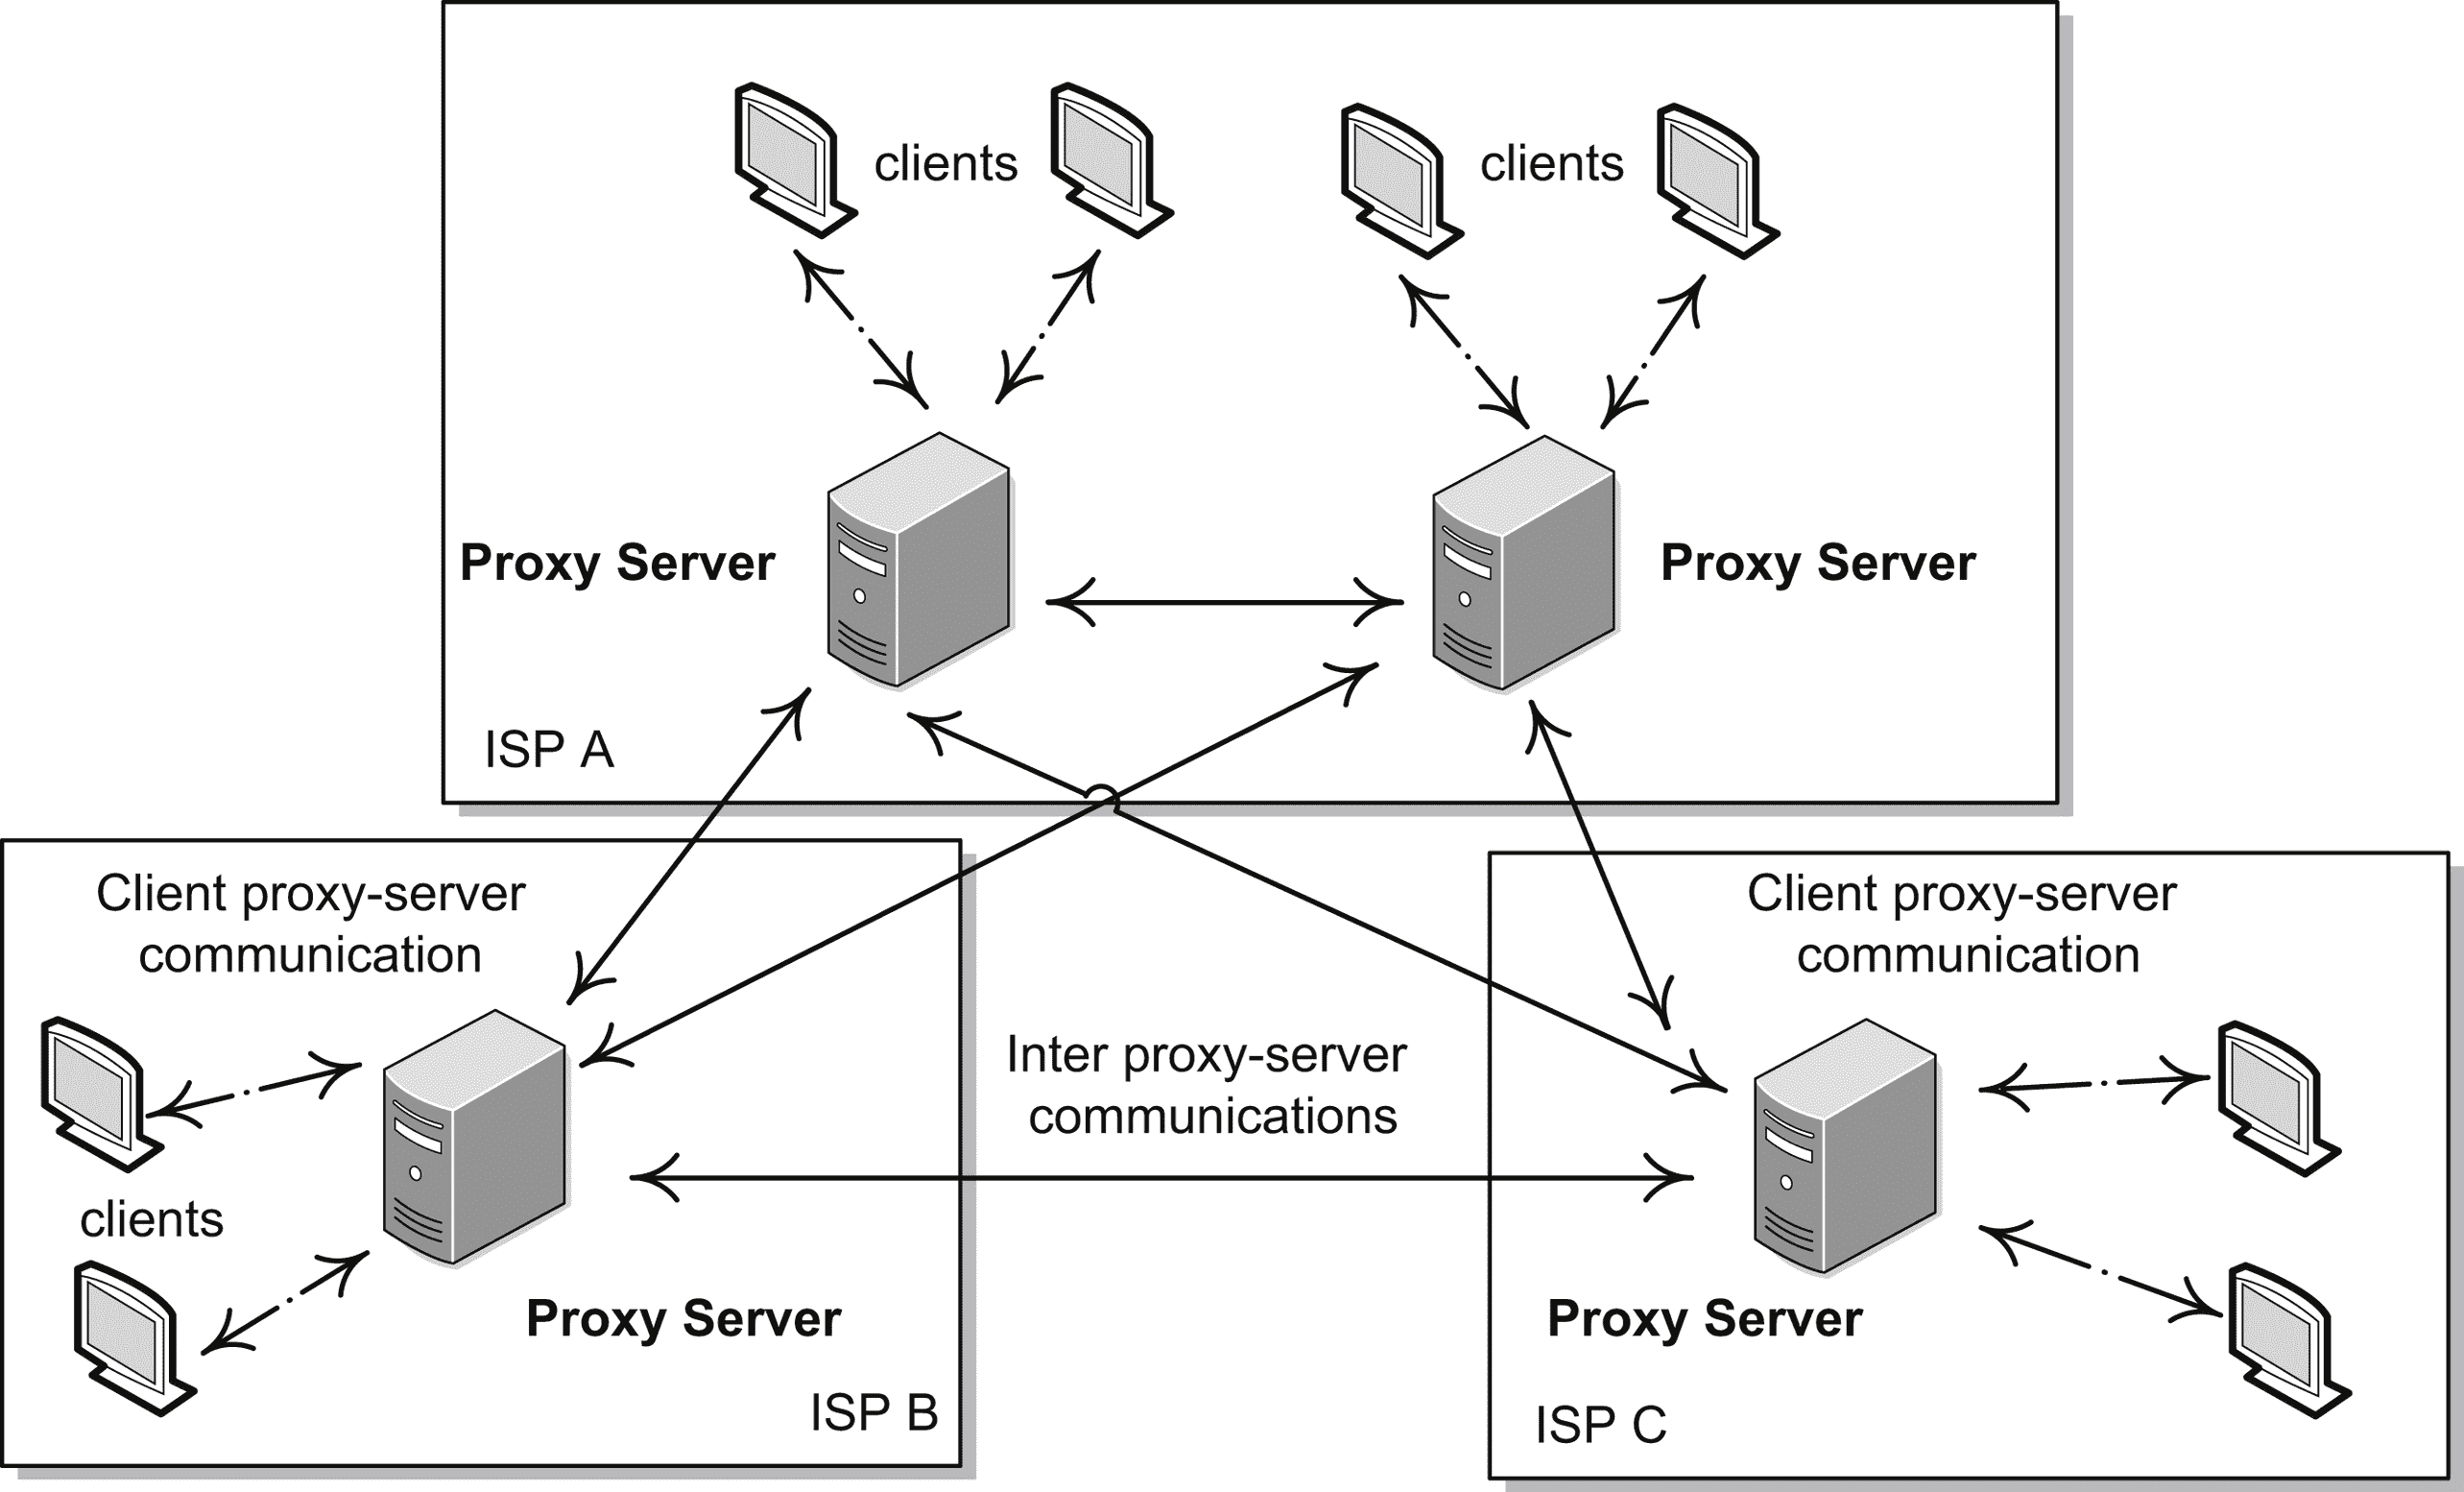 clients
clients
Proxy Server
Proxy Server
ISP A
Client proxy-server
communication
Client proxy-server
communication
Inter proxy-server
communications
clients
Proxy Server
Proxy Server
ISP B
ISP C